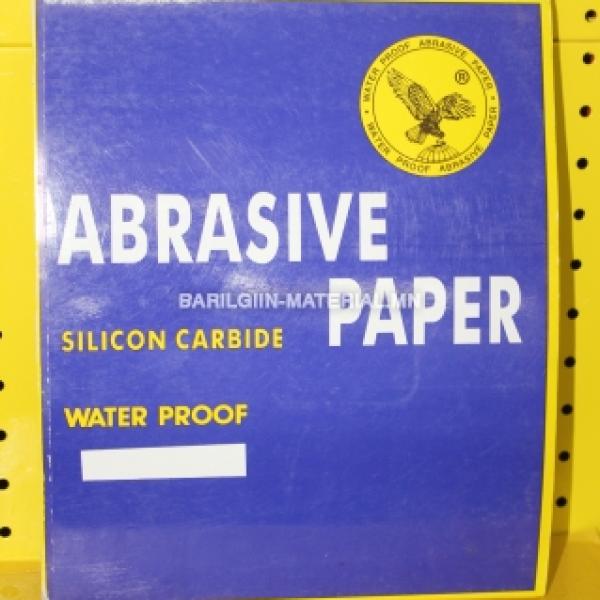 WATER PROOF ABRASIVE PAPER
®
WATER PROOF ABRASIVE PAPER
ABRASIVE
PAPER
BARILGIIN-MATERIAL.MN
SILICON CARBIDE
WATER PROOF